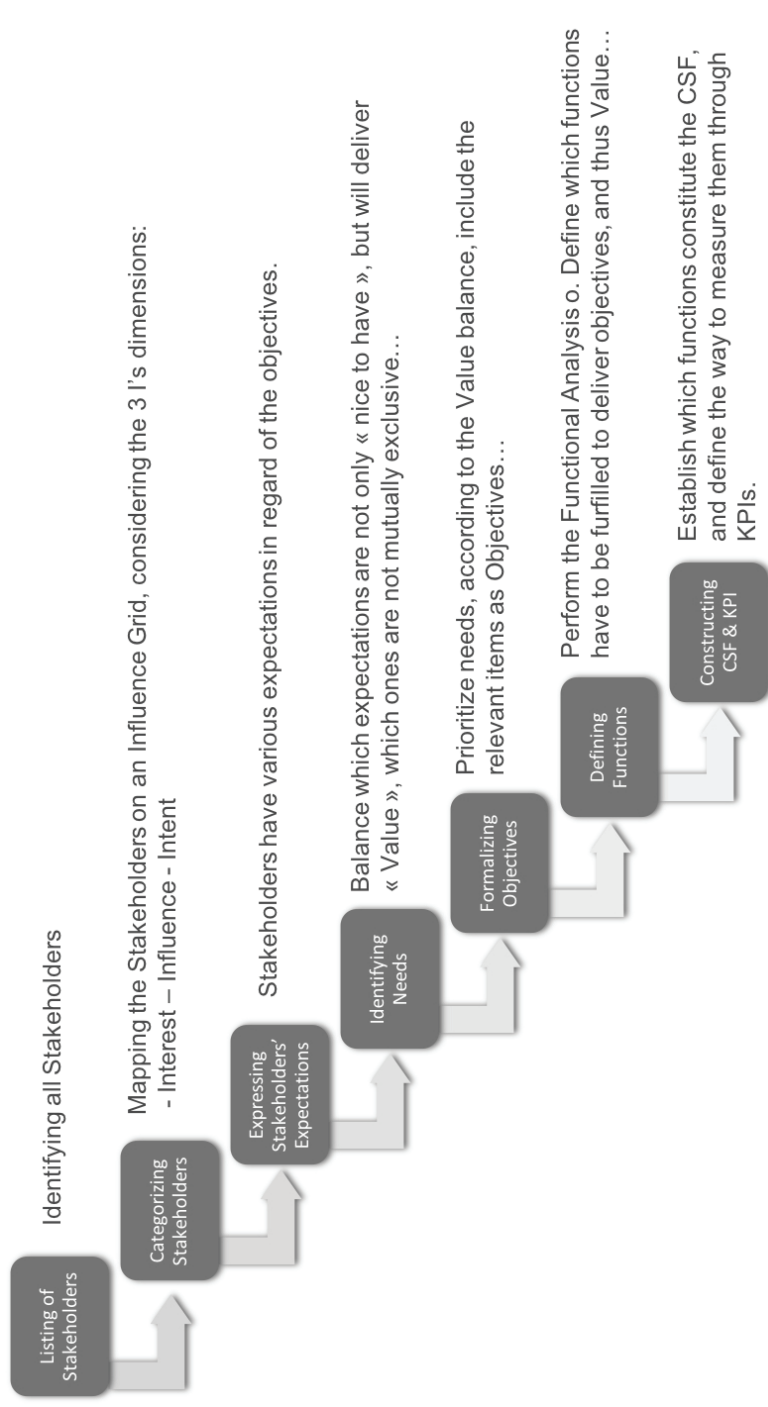 Listing of
Stakeholders
Identifying all Stakeholders
Categorizing
Stakeholders
Mapping the Stakeholders on an Influence Grid, considering the 3 I's dimensions:
- Interest – Influence - Intent
Expressing
Stakeholders'
Expectations
Stakeholders have various expectations in regard of the objectives.
Identifying
Needs
Balance which expectations are not only « nice to have », but will deliver
« Value », which ones are not mutually exclusive…
Formalizing
Objectives
Prioritize needs, according to the Value balance, include the
relevant items as Objectives…
Defining
Functions
Perform the Functional Analysis o. Define which functions
have to be furfilled to deliver objectives, and thus Value…
Constructing
CSF & KPI
Establish which functions constitute the CSF,
and define the way to measure them through
KPIs.